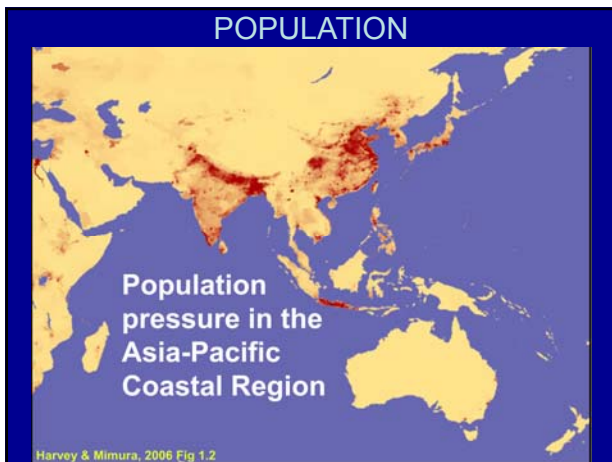 POPULATION
Population
pressure in the
Asia-Pacific
Coastal Region
Harvey & Mimura, 2006 Fig 1.2